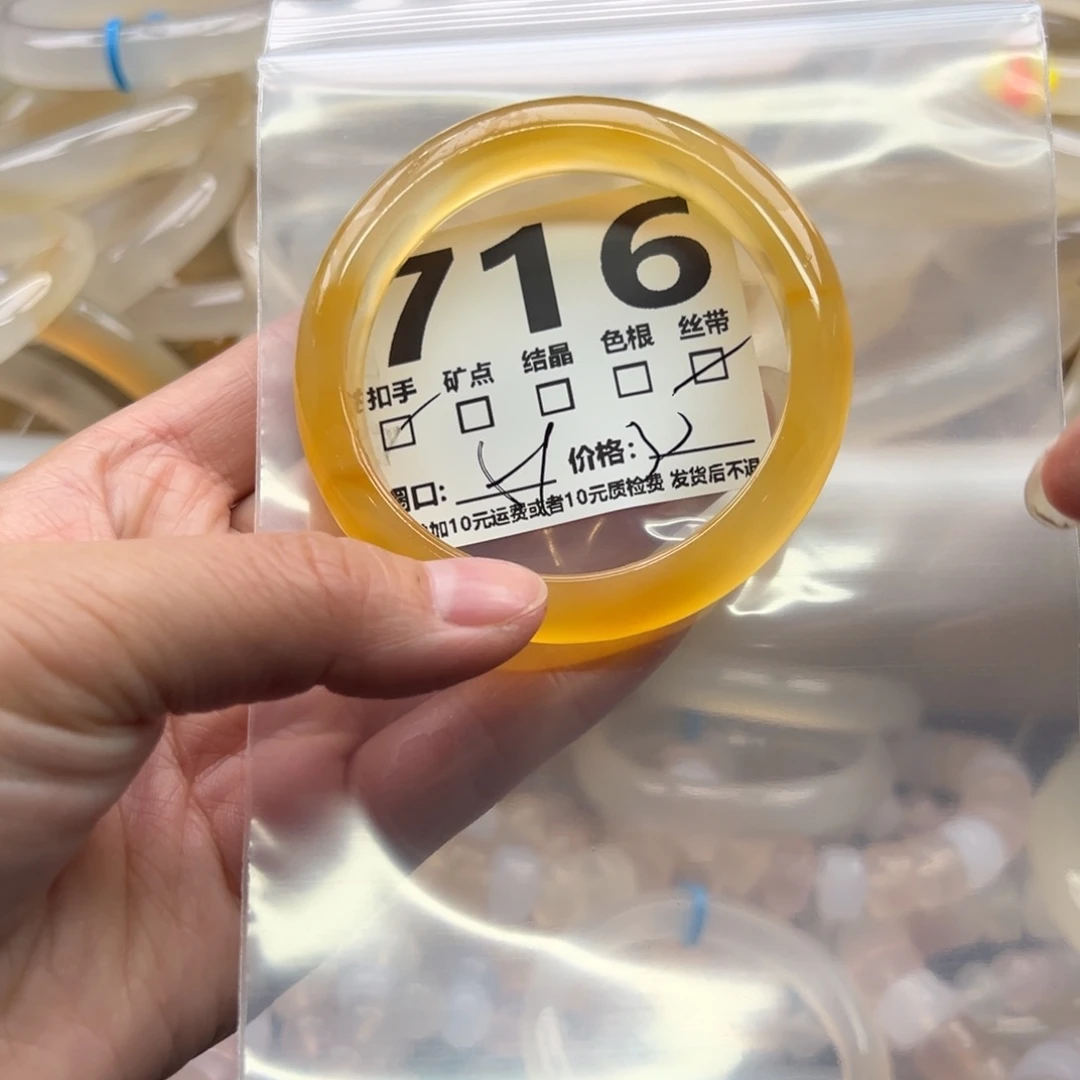 716
扣手 矿点 结晶 色根 丝带
圈口: 价格:
加10元运费或者10元质检费 发货后不退